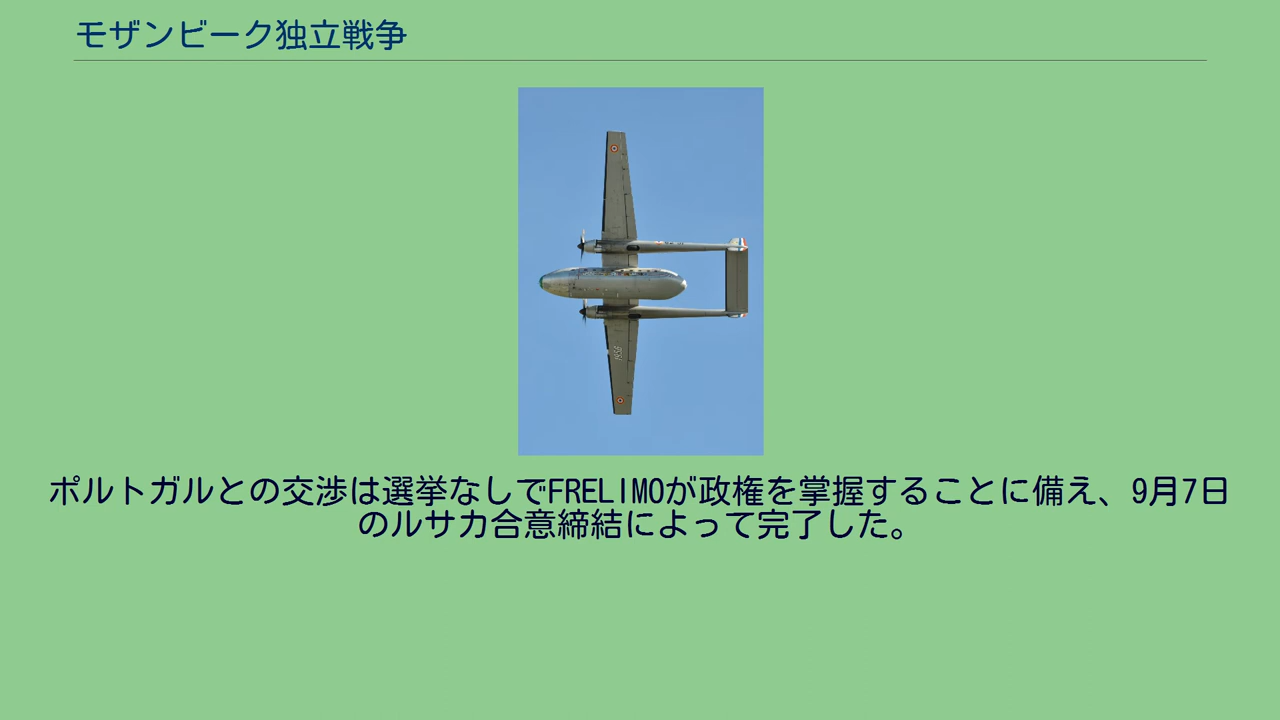 モザンビーク独立戦争
ポルトガルとの交渉は選挙なしでFRELIMOが政権を掌握することに備え、9月7日
のルサカ合意締結によって完了した。